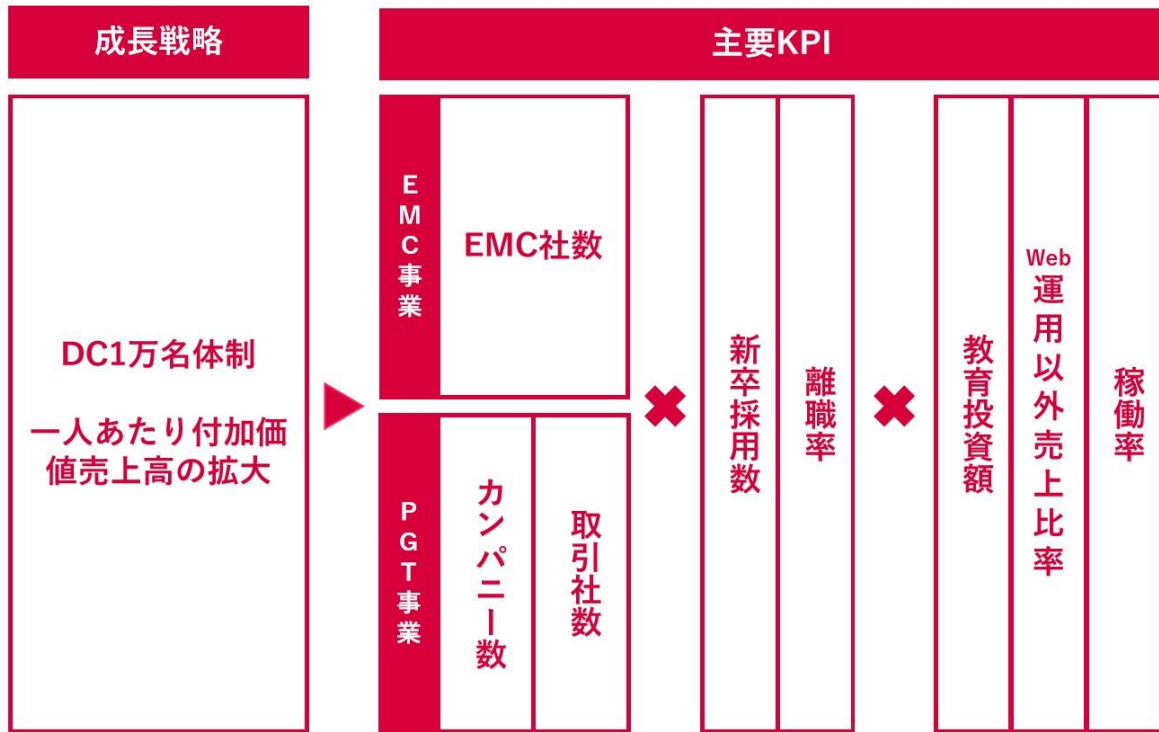 成長戦略
主要KPI
DC1万名体制
一人あたり付加価
値売上高の拡大
EMC事業
EMC社数
PGT事業
カンパニー数
取引社数
新卒採用数
離職率
教育投資額
Web運用以外売上比率
稼働率